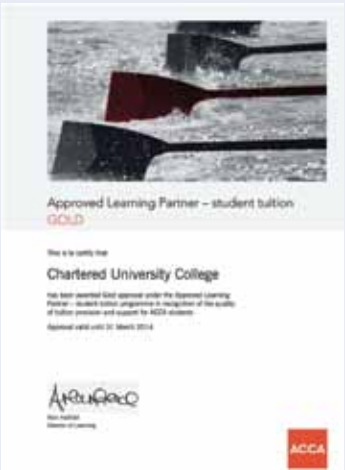 Approved Learning Partner – student tuition
GOLD
This is to certify that
Chartered University College
has been awarded Gold approval under the Approved Learning
Partner – student tuition programme in recognition of the quality
of tuition provision and support for ACCA students
Approval valid until 31 March
Director of Learning
ACCA